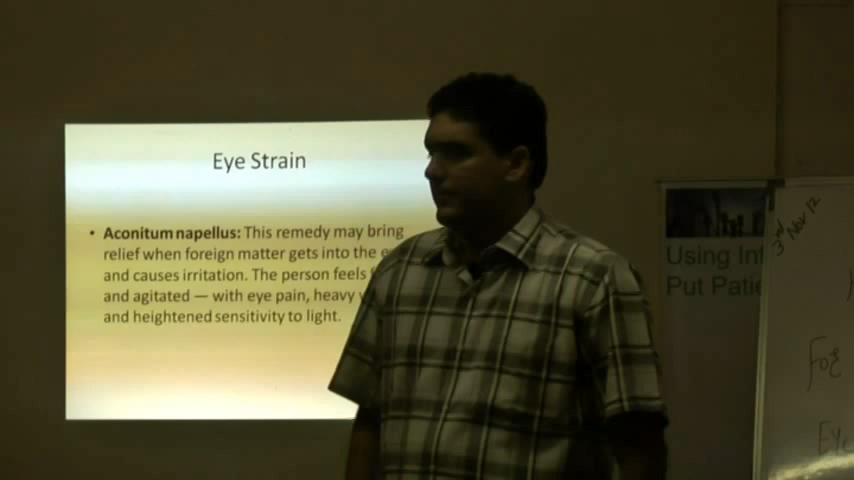 Eye Strain
• Aconitum napellus: This remedy may bring
relief when foreign matter gets into the
and causes irritation. The person feels
and agitated — with eye pain, heavy
and heightened sensitivity to light.
Using
Put
3rd Nov 12